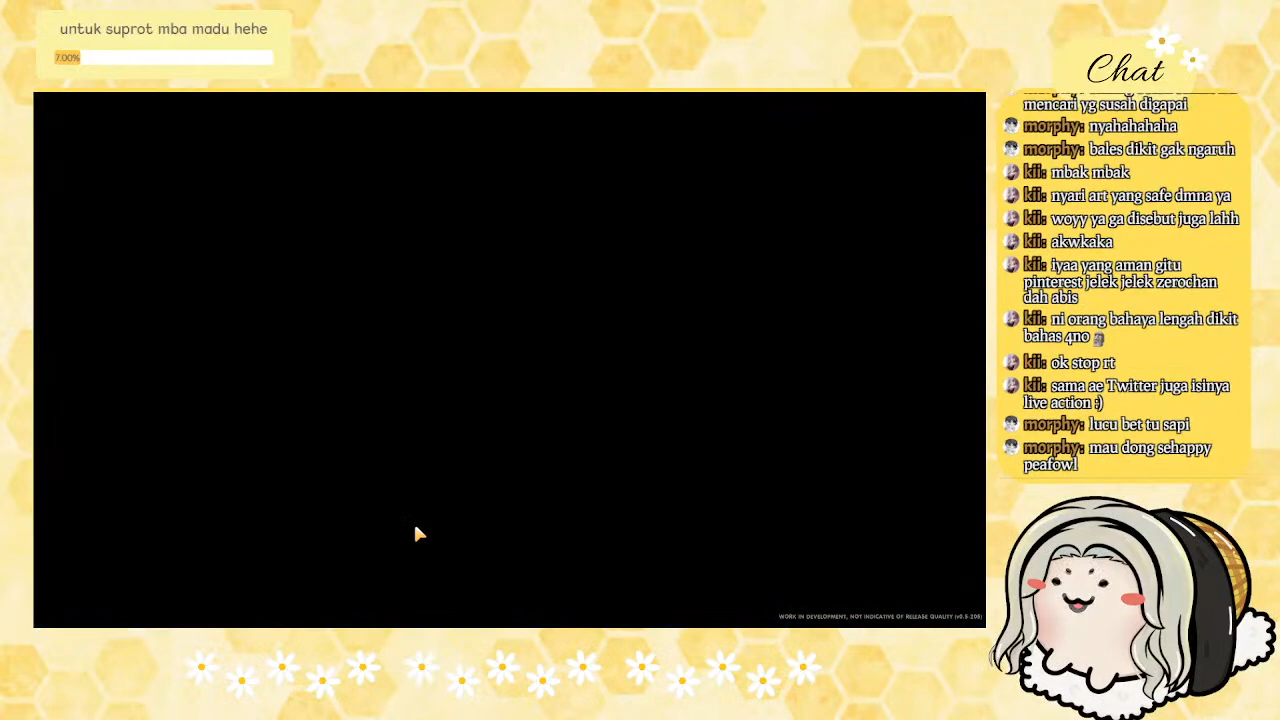 untuk suprot mba madu hehe
7.00%
Chat
mencari yg susah digapai
morphy: nyahahahaha
morphy: bales dikit gak ngaruh
kii: mbak mbak
kii: nyari art yang safe dmna ya
kii: woyy ya ga disebut juga lahh
kii: akwkaka
kii: iyaa yang aman gitu
pinterest jelek jelek zerochan
dah abis
kii: ni orang bahaya lengah dikit
bahas 4no
kii: ok stop rt
kii: sama ae Twitter juga isinya
live action :)
morphy: lucu bet tu sapi
morphy: mau dong sehappy
peafowl
WORK IN DEVELOPMENT, NOT INDICATIVE OF RELEASE QUALITY (v0.5-208)